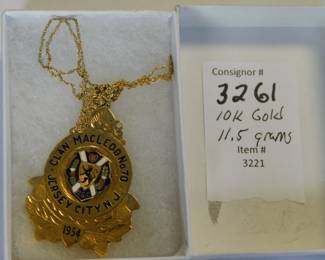 CLAN MACLEOD No 70
JERSEY CITY N.J.
1954
Consignor #
3261
10K Gold
11.5 grams
Item #
3221